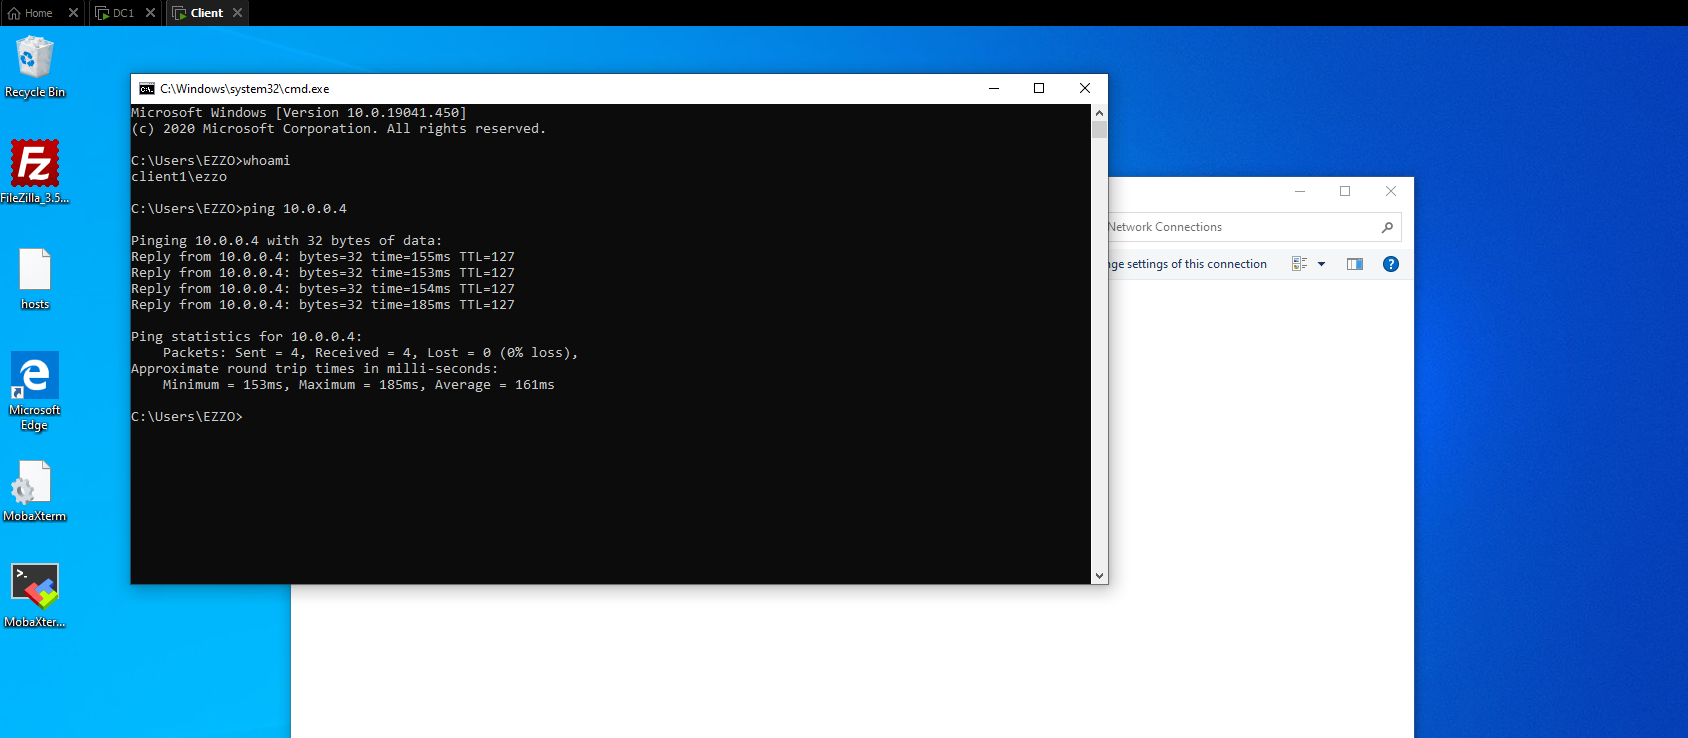 Home
DC1
Client
Recycle Bin
FileZilla_3.5...
hosts
Microsoft
Edge
MobaXterm
MobaXter...
C:\Windows\system32\cmd.exe
Microsoft Windows [Version 10.0.19041.450]
(c) 2020 Microsoft Corporation. All rights reserved.
C:\Users\EZZO>whoami
client1\ezzo
C:\Users\EZZO>ping 10.0.0.4
Pinging 10.0.0.4 with 32 bytes of data:
Reply from 10.0.0.4: bytes=32 time=155ms TTL=127
Reply from 10.0.0.4: bytes=32 time=153ms TTL=127
Reply from 10.0.0.4: bytes=32 time=154ms TTL=127
Reply from 10.0.0.4: bytes=32 time=185ms TTL=127
Ping statistics for 10.0.0.4:
    Packets: Sent = 4, Received = 4, Lost = 0 (0% loss),
Approximate round trip times in milli-seconds:
    Minimum = 153ms, Maximum = 185ms, Average = 161ms
C:\Users\EZZO>
Network Connections
nge settings of this connection